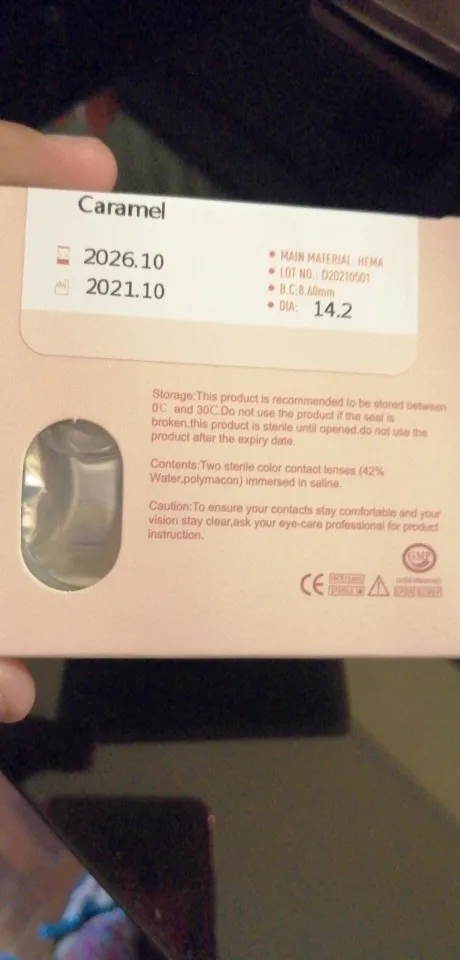 Caramel
2026.10
2021.10
MAIN MATERIAL: HEMA
LOT NO.: D20210501
B.C:8.60mm
DIA: 14.2
Storage:This product is recommended to be stored between
0℃ and 30℃.Do not use the product if the seal is
broken,this product is sterile until opened.do not use the
product after the expiry date.
Contents:Two sterile color contact lenses (42%
Water,polymacon) immersed in saline.
Caution:To ensure your contacts stay comfortable and your
vision stay clear,ask your eye-care professional for product
instruction.
GMP
CE